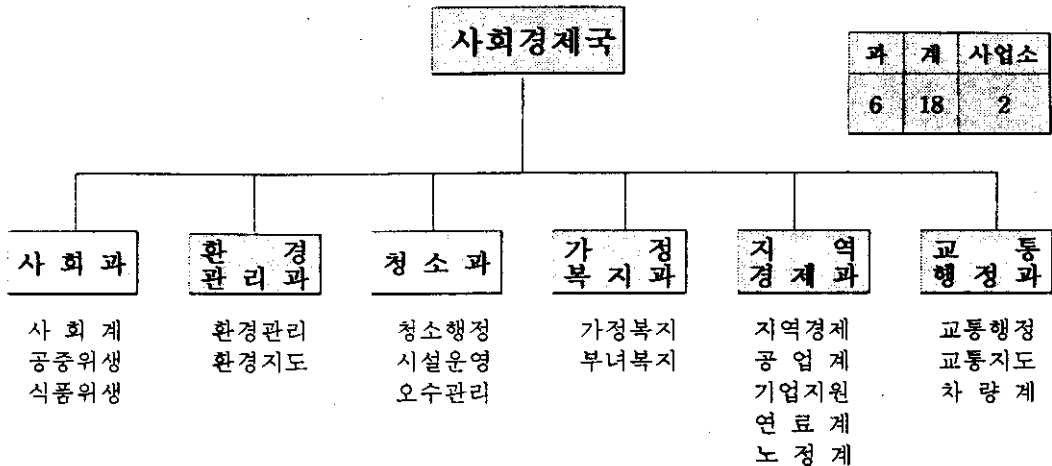 사회경제국
과 계 사업소
6 18 2
사회과
환경
관리과
청소과
가정
복지과
지역
경제과
교통
행정과
사회계
공중위생
식품위생
환경관리
환경지도
청소행정
시설운영
오수관리
가정복지
부녀복지
지역경제
공업계
기업지원
연료계
노정계
교통행정
교통지도
차량계